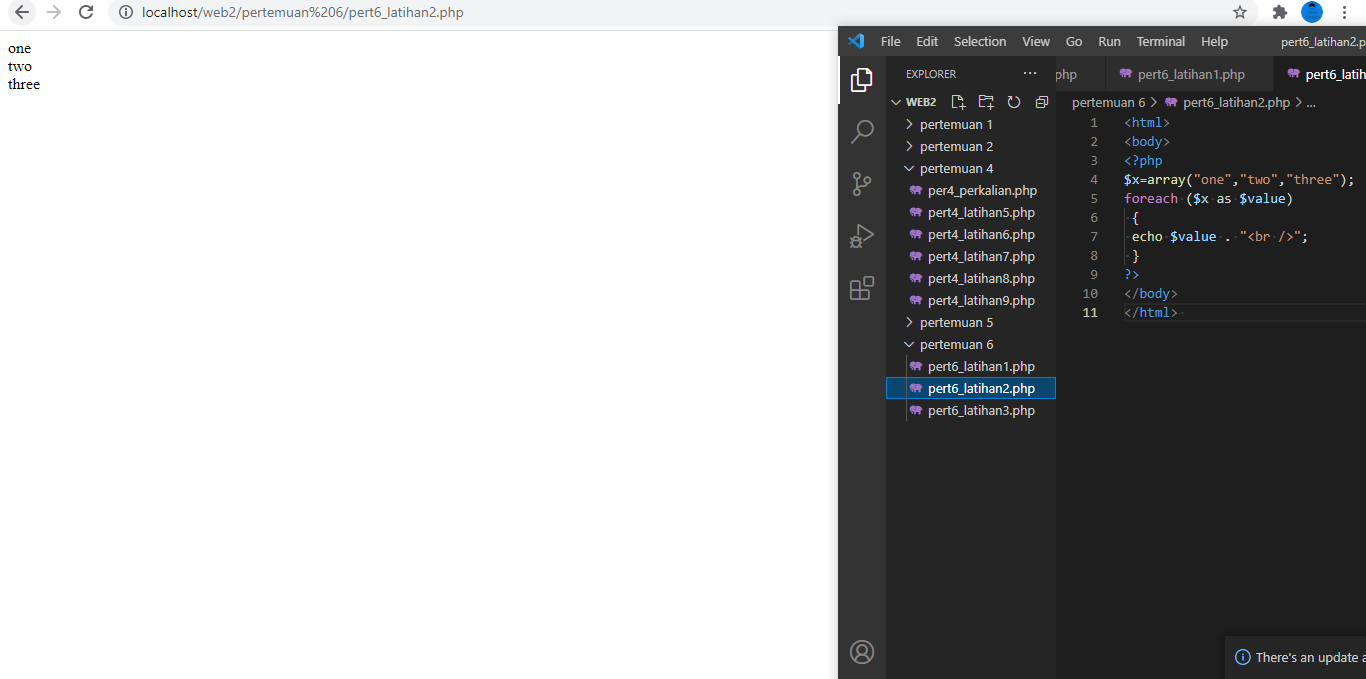 localhost/web2/pertemuan%206/pert6_latihan2.php
one
two
three
File Edit Selection View Go Run Terminal Help pert6_latihan2.p
EXPLORER
php pert6_latihan1.php pert6_latih
WEB2
pertemuan 1
pertemuan 2
pertemuan 4
per4_perkalian.php
pert4_latihan5.php
pert4_latihan6.php
pert4_latihan7.php
pert4_latihan8.php
pert4_latihan9.php
pertemuan 5
pertemuan 6
pert6_latihan1.php
pert6_latihan2.php
pert6_latihan3.php
pertemuan 6 > pert6_latihan2.php > ...
1 <html>
2 <body>
3 <?php
4 $x=array("one","two","three");
5 foreach ($x as $value)
6 {
7 echo $value . "<br />";
8 }
9 ?>
10 </body>
11 </html>
There's an update a